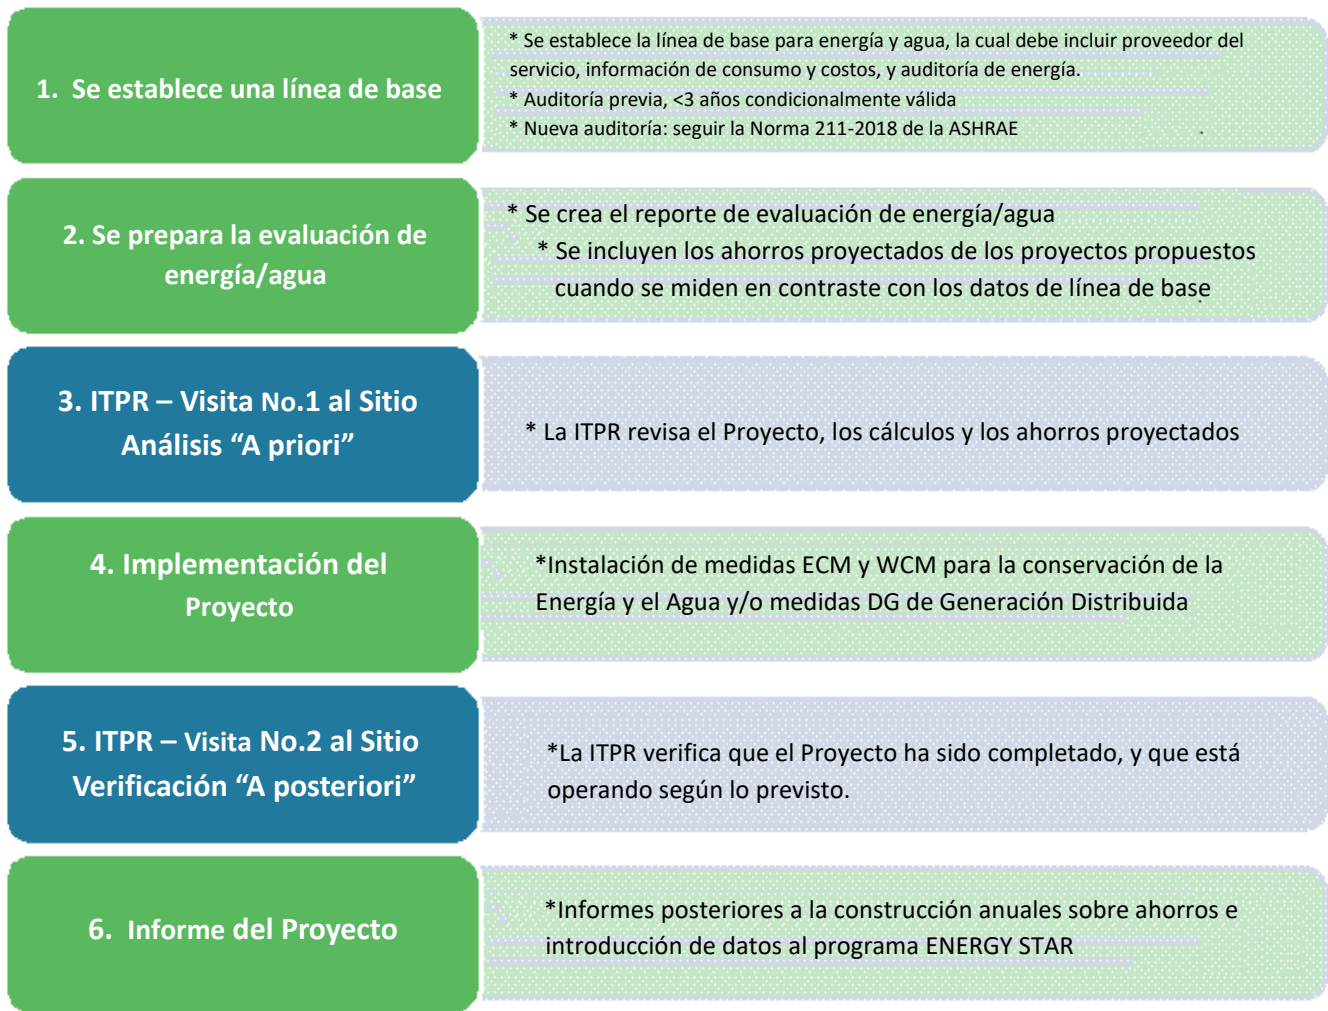 1. Se establece una línea de base
* Se establece la línea de base para energía y agua, la cual debe incluir proveedor del
servicio, información de consumo y costos, y auditoría de energía.
* Auditoría previa, <3 años condicionalmente válida
* Nueva auditoría: seguir la Norma 211-2018 de la ASHRAE
2. Se prepara la evaluación de
energía/agua
* Se crea el reporte de evaluación de energía/agua
* Se incluyen los ahorros proyectados de los proyectos propuestos
cuando se miden en contraste con los datos de línea de base
3. ITPR – Visita No.1 al Sitio
Análisis “A priori”
* La ITPR revisa el Proyecto, los cálculos y los ahorros proyectados
4. Implementación del
Proyecto
*Instalación de medidas ECM y WCM para la conservación de la
Energía y el Agua y/o medidas DG de Generación Distribuida
5. ITPR – Visita No.2 al Sitio
Verificación “A posteriori”
*La ITPR verifica que el Proyecto ha sido completado, y que está
operando según lo previsto.
6. Informe del Proyecto
*Informes posteriores a la construcción anuales sobre ahorros e
introducción de datos al programa ENERGY STAR